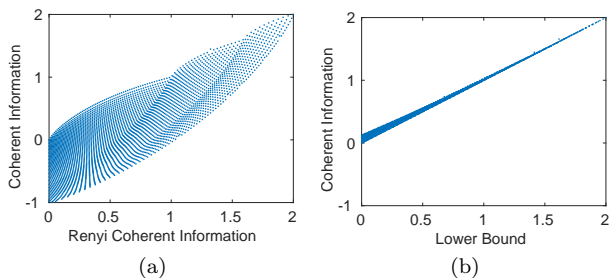 2
1
0
-1
Coherent Information
0 0.5 1 1.5 2
Renyi Coherent Information
(a)
2
1
0
-1
Coherent Information
0 0.5 1 1.5 2
Lower Bound
(b)